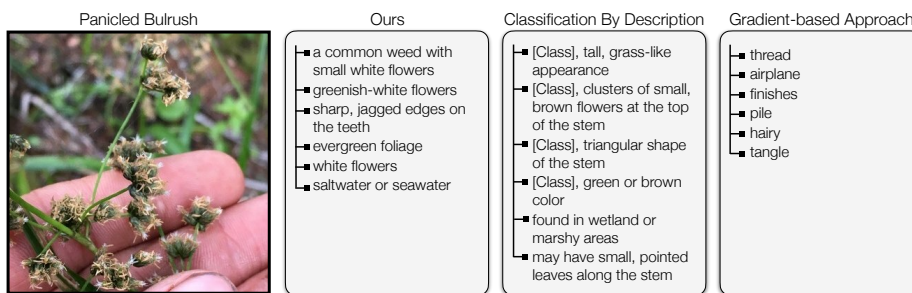 Panicled Bulrush
Ours
a common weed with
small white flowers
greenish-white flowers
sharp, jagged edges on
the teeth
evergreen foliage
white flowers
saltwater or seawater
Classification By Description
[Class], tall, grass-like
appearance
[Class], clusters of small,
brown flowers at the top
of the stem
[Class], triangular shape
of the stem
[Class], green or brown
color
found in wetland or
marshy areas
may have small, pointed
leaves along the stem
Gradient-based Approach
thread
airplane
finishes
pile
hairy
tangle